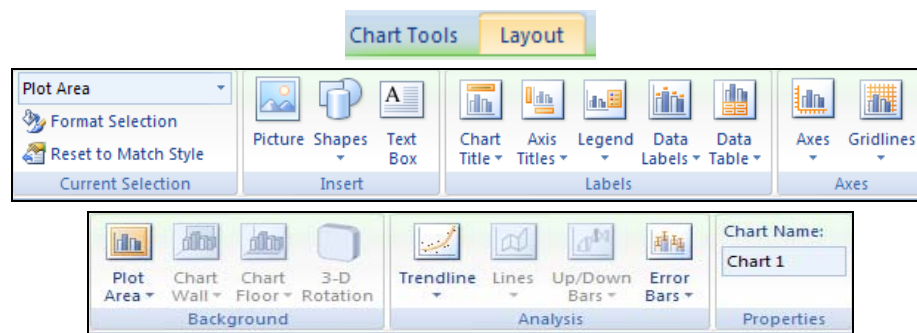 Chart Tools Layout
Plot Area
Format Selection
Reset to Match Style
Current Selection
Picture Shapes Text Box
Insert
Chart Title Axis Titles Legend Data Labels Data Table
Labels
Axes Gridlines
Axes
Plot Area Chart Wall Chart Floor 3-D Rotation
Background
Trendline Lines Up/Down Bars Error Bars
Analysis
Chart Name:
Chart 1
Properties